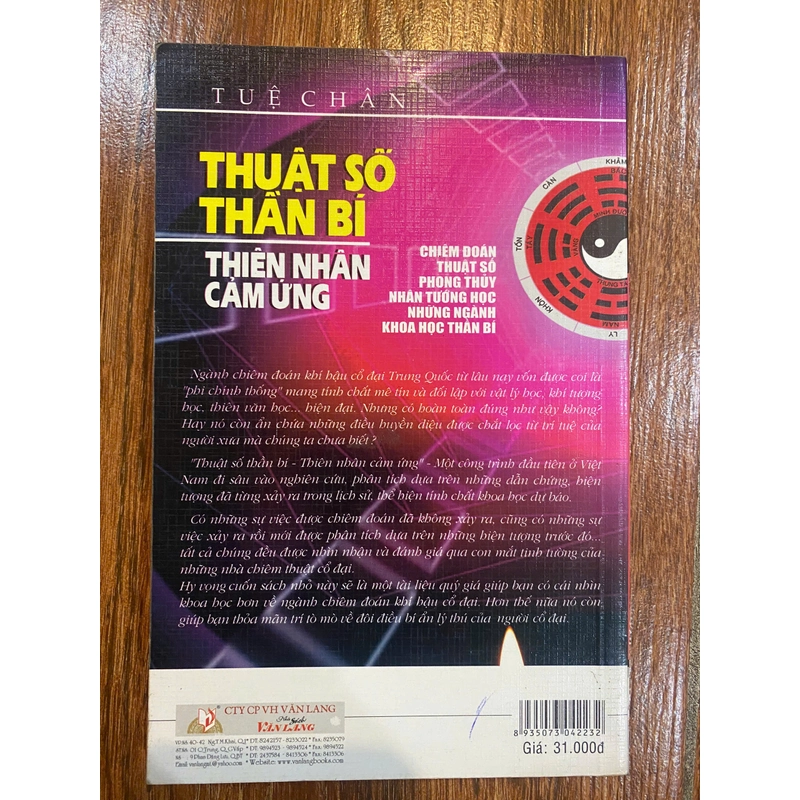 TUỆ CHÂN
THUẬT SỐ
THẦN BÍ
THIÊN NHÂN
CẢM ỨNG
CHIÊM ĐOÁN
THUẬT SỐ
PHONG THỦY
NHÂN TƯỚNG HỌC
NHỮNG NGÀNH
KHOA HỌC THẦN BÍ
KHẢM
CÀN
TỐN
TÂY
KHÔN
NAM
LY
Ngành chiêm đoán khí hậu cổ đại Trung Quốc từ lâu nay vốn được coi là
"phi chính thống" mang tính chất mê tín và đối lập với vật lý học, khí tượng
học, thiên văn học... hiện đại. Nhưng có hoàn toàn đúng như vậy không?
Hay nó còn ẩn chứa những điều huyền diệu được chắt lọc từ trí tuệ của
người xưa mà chúng ta chưa biết?
"Thuật số thần bí - Thiên nhân cảm ứng" - Một công trình đầu tiên ở Việt
Nam đi sâu vào nghiên cứu, phân tích dựa trên những dẫn chứng, hiện
tượng đã từng xảy ra trong lịch sử, thể hiện tính chất khoa học dự báo.
Có những sự việc được chiêm đoán đã không xảy ra, cũng có những sự
việc xảy ra rồi mới được phân tích dựa trên những hiện tượng trước đó...
tất cả chúng đều được nhìn nhận và đánh giá qua con mắt tinh tường của
những nhà chiêm thuật cổ đại.
Hy vọng cuốn sách nhỏ này sẽ là một tài liệu quý giá giúp bạn có cái nhìn
khoa học hơn về ngành chiêm đoán khí hậu cổ đại. Hơn thế nữa nó còn
giúp bạn thỏa mãn trí tò mò về đôi điều bí ẩn lý thú của người cổ đại.
CTY CP VH VĂN LANG
Nhà sách
VĂN LANG
* Website: www.vanlangbooks.com
8 935073 042232
Giá: 31.000đ